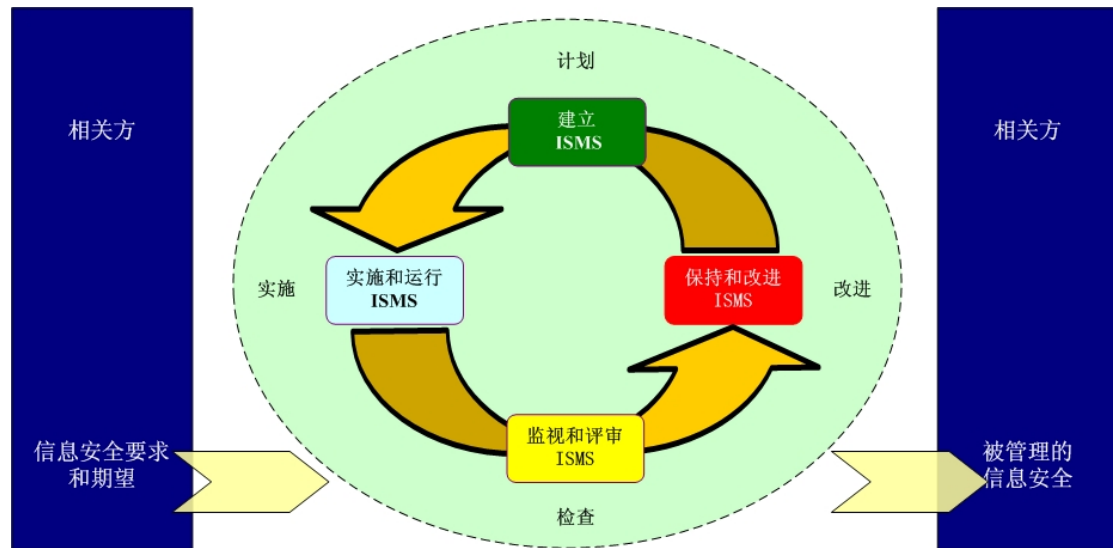 计划
相关方
建立
ISMS
相关方
实施
实施和运行
ISMS
保持和改进
ISMS
改进
信息安全要求
和期望
监视和评审
ISMS
被管理的
信息安全
检查